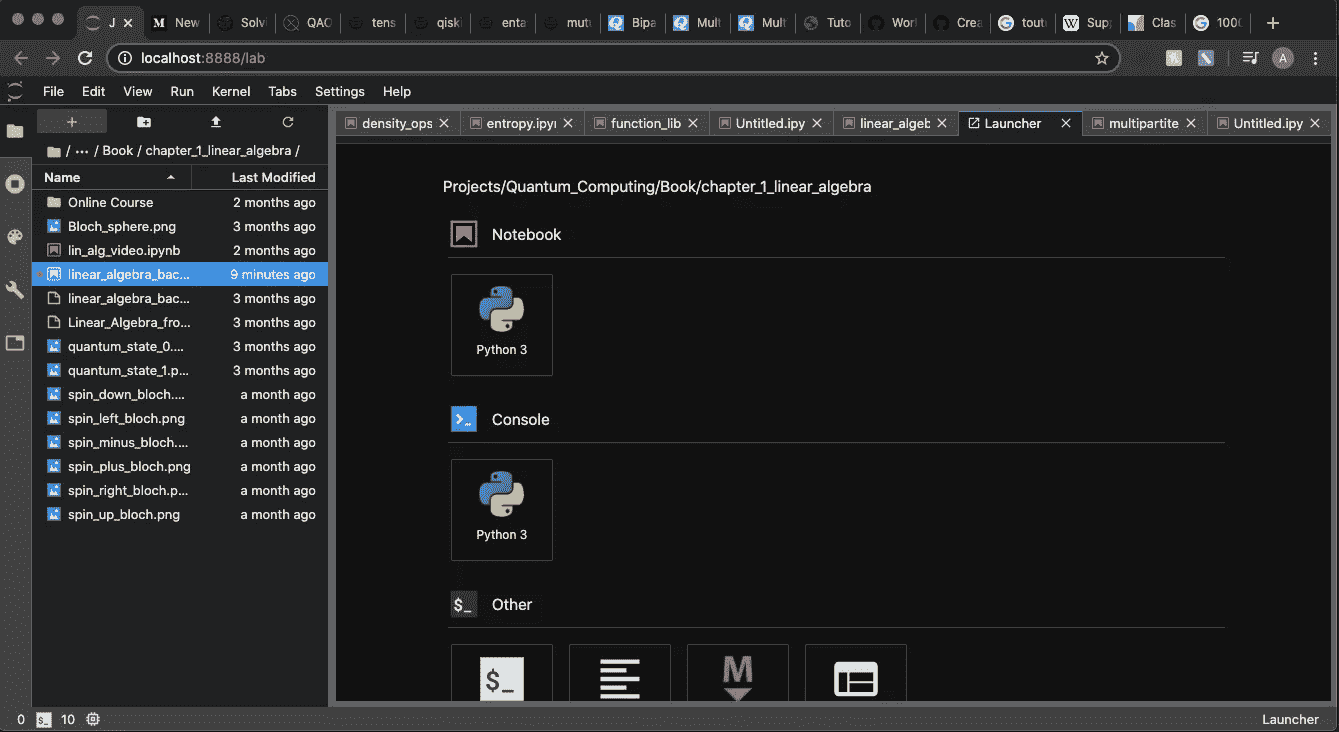 J New Solv QAO tens qiski enta mutu Bipa Mult Mult Tuto Worl Crea tout Sup Clas 100
localhost:8888/lab A
File Edit View Run Kernel Tabs Settings Help
density_ops entropy.ipyn function_lib Untitled.ipy linear_algeb Launcher multipartite Untitled.ipy
/ ··· / Book / chapter_1_linear_algebra /
Name Last Modified
Online Course 2 months ago
Bloch_sphere.png 3 months ago
lin_alg_video.ipynb 2 months ago
linear_algebra_bac... 9 minutes ago
linear_algebra_bac... 3 months ago
Linear_Algebra_fro... 3 months ago
quantum_state_0.... 3 months ago
quantum_state_1.p... 3 months ago
spin_down_bloch.... a month ago
spin_left_bloch.png a month ago
spin_minus_bloch.... a month ago
spin_plus_bloch.png a month ago
spin_right_bloch.p... a month ago
spin_up_bloch.png a month ago
Projects/Quantum_Computing/Book/chapter_1_linear_algebra
Notebook
Python 3
>_ Console
Python 3
$_ Other
$_ M
0 $_ 10 Launcher